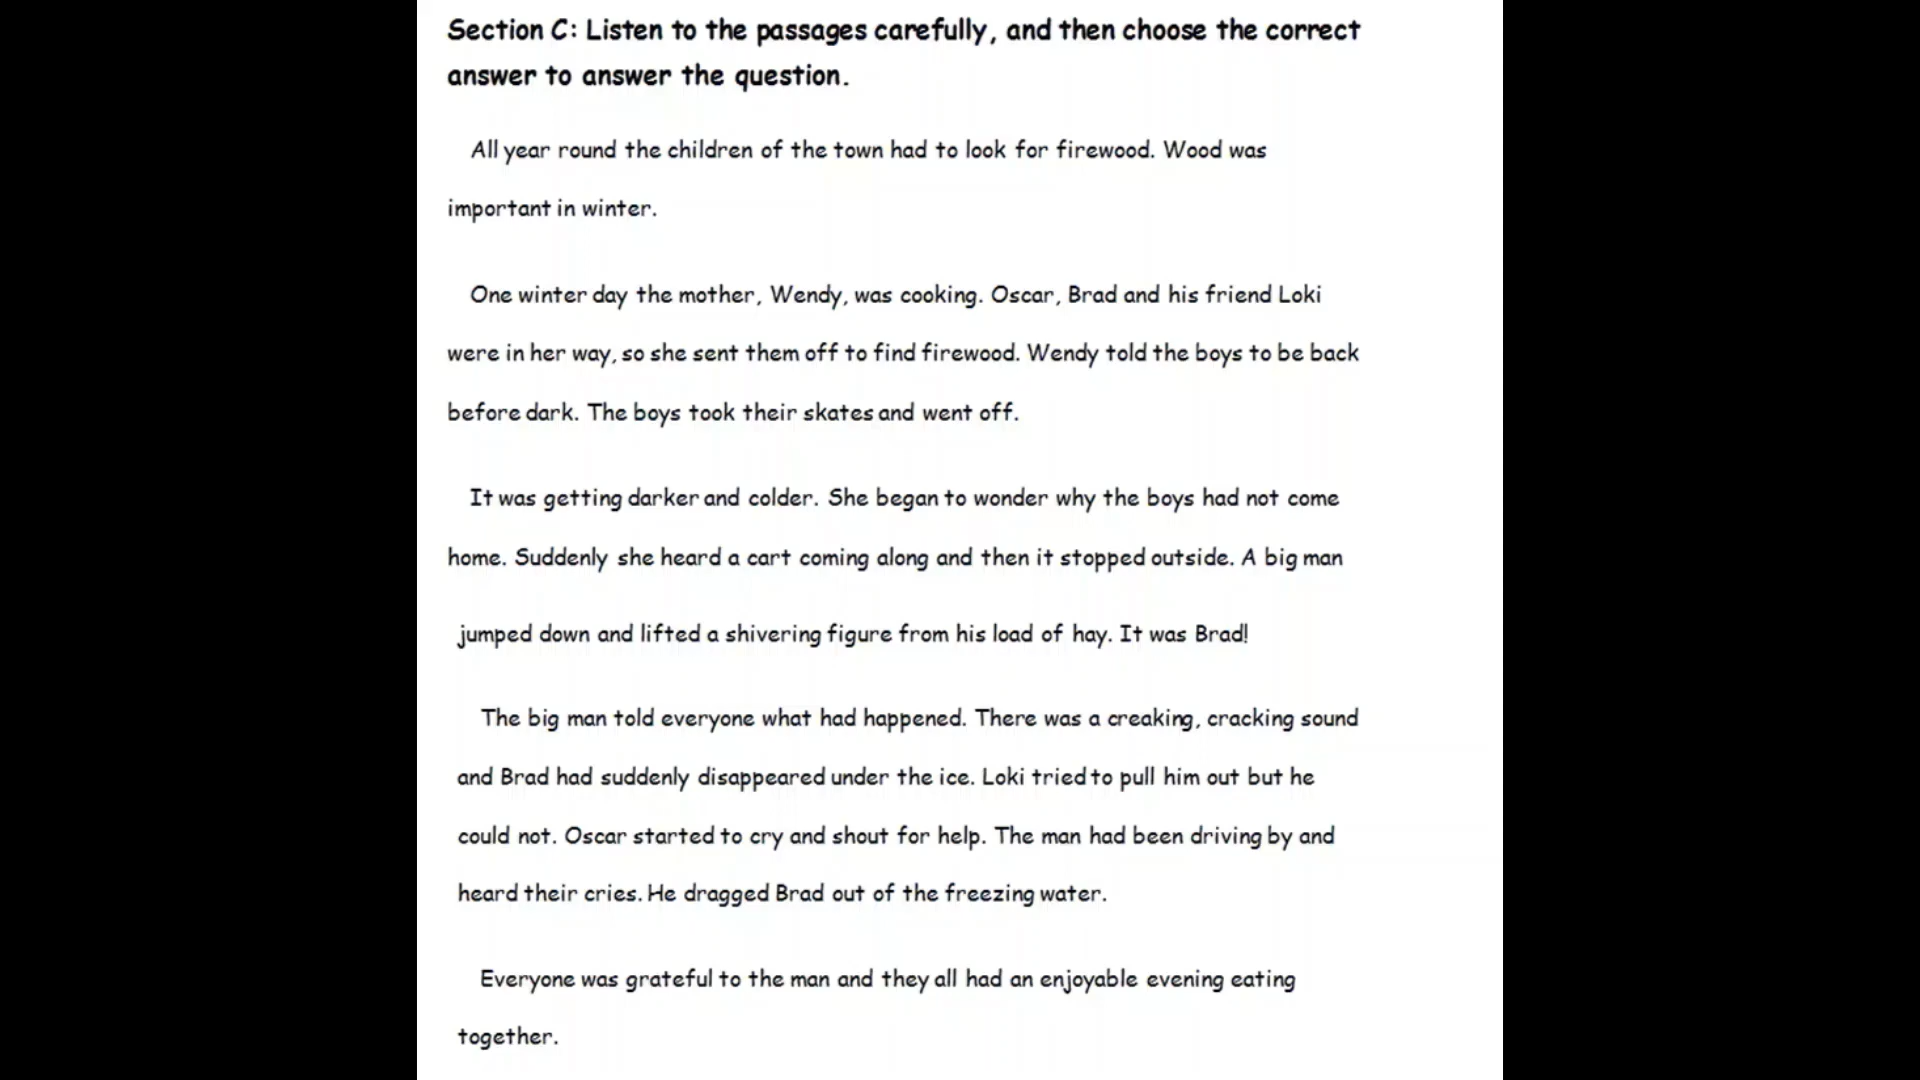 Section C: Listen to the passages carefully, and then choose the correct
answer to answer the question.
All year round the children of the town had to look for firewood. Wood was
important in winter.
One winter day the mother, Wendy, was cooking. Oscar, Brad and his friend Loki
were in her way, so she sent them off to find firewood. Wendy told the boys to be back
before dark. The boys took their skates and went off.
It was getting darker and colder. She began to wonder why the boys had not come
home. Suddenly she heard a cart coming along and then it stopped outside. A big man
jumped down and lifted a shivering figure from his load of hay. It was Brad!
The big man told everyone what had happened. There was a creaking, cracking sound
and Brad had suddenly disappeared under the ice. Loki tried to pull him out but he
could not. Oscar started to cry and shout for help. The man had been driving by and
heard their cries. He dragged Brad out of the freezing water.
Everyone was grateful to the man and they all had an enjoyable evening eating
together.